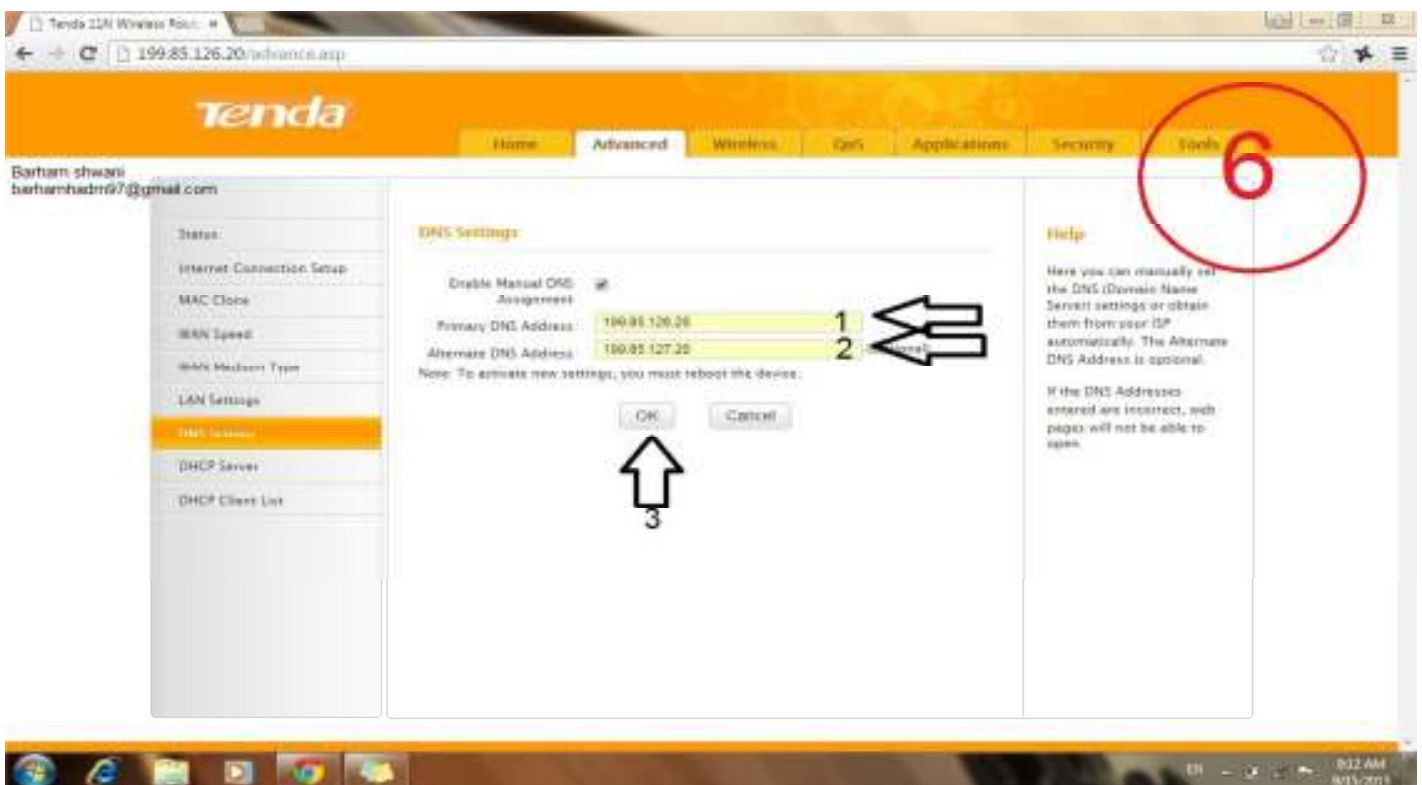 Tenda 11N Wireless Rout
199.85.126.20/advance.asp
Tenda
Home Advanced Wireless QoS Applications Security Tools
6
Barham shwani
barhamhadm97@gmail.com
Status
Internet Connection Setup
MAC Clone
WAN Speed
WAN Medium Type
LAN Settings
DNS Settings
DHCP Server
DHCP Client List
DNS Settings
Enable Manual DNS
Assignment
Primary DNS Address 199.85.126.20 1
Alternate DNS Address 199.85.127.20 2
Note: To activate new settings, you must reboot the device.
OK Cancel
3
Help
Here you can manually set
the DNS (Domain Name
Server) settings or obtain
them from your ISP
automatically. The Alternate
DNS Address is optional.
If the DNS Addresses
entered are incorrect, web
pages will not be able to
open.
EN
9:12 AM
9/15/2015